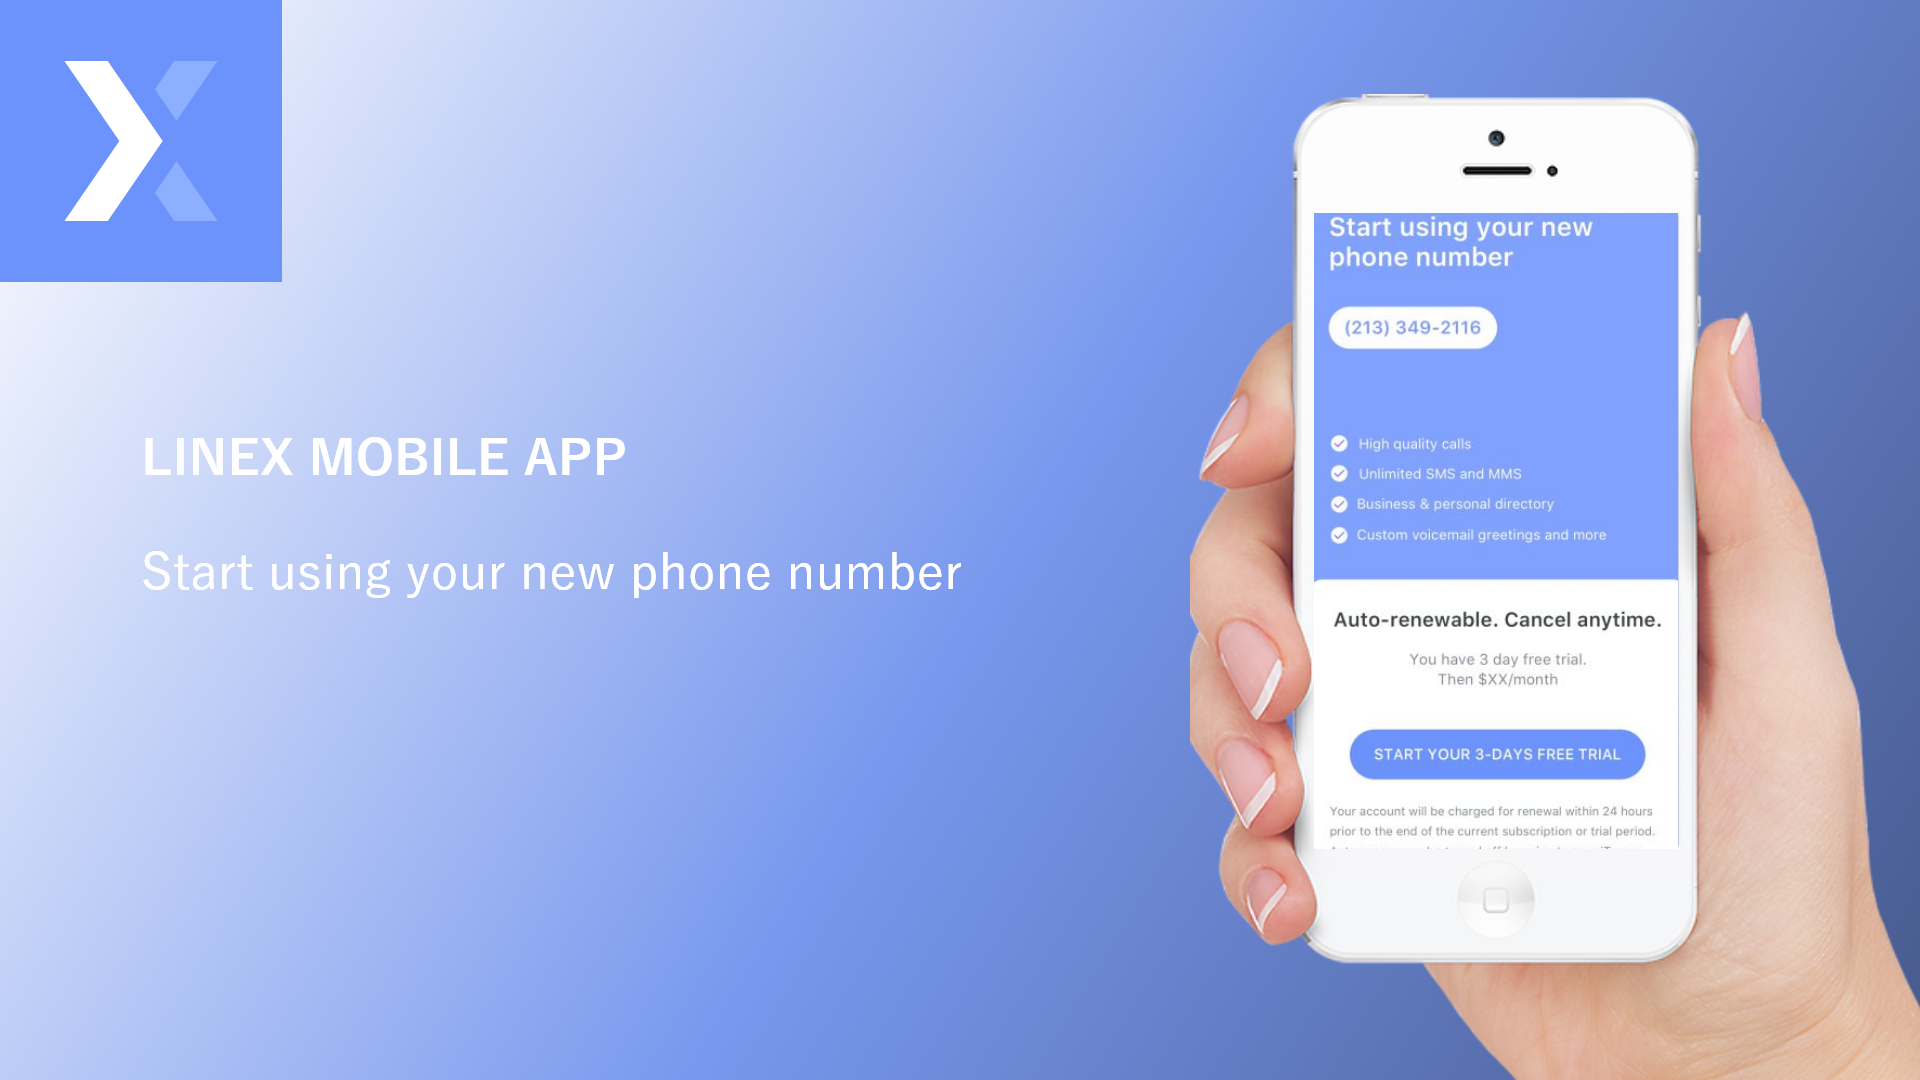 LINEX MOBILE APP
Start using your new phone number
Start using your new
phone number
(213) 349-2116
High quality calls
Unlimited SMS and MMS
Business & personal directory
Custom voicemail greetings and more
Auto-renewable. Cancel anytime.
You have 3 day free trial.
Then $XX/month
START YOUR 3-DAYS FREE TRIAL
Your account will be charged for renewal within 24 hours
prior to the end of the current subscription or trial period.